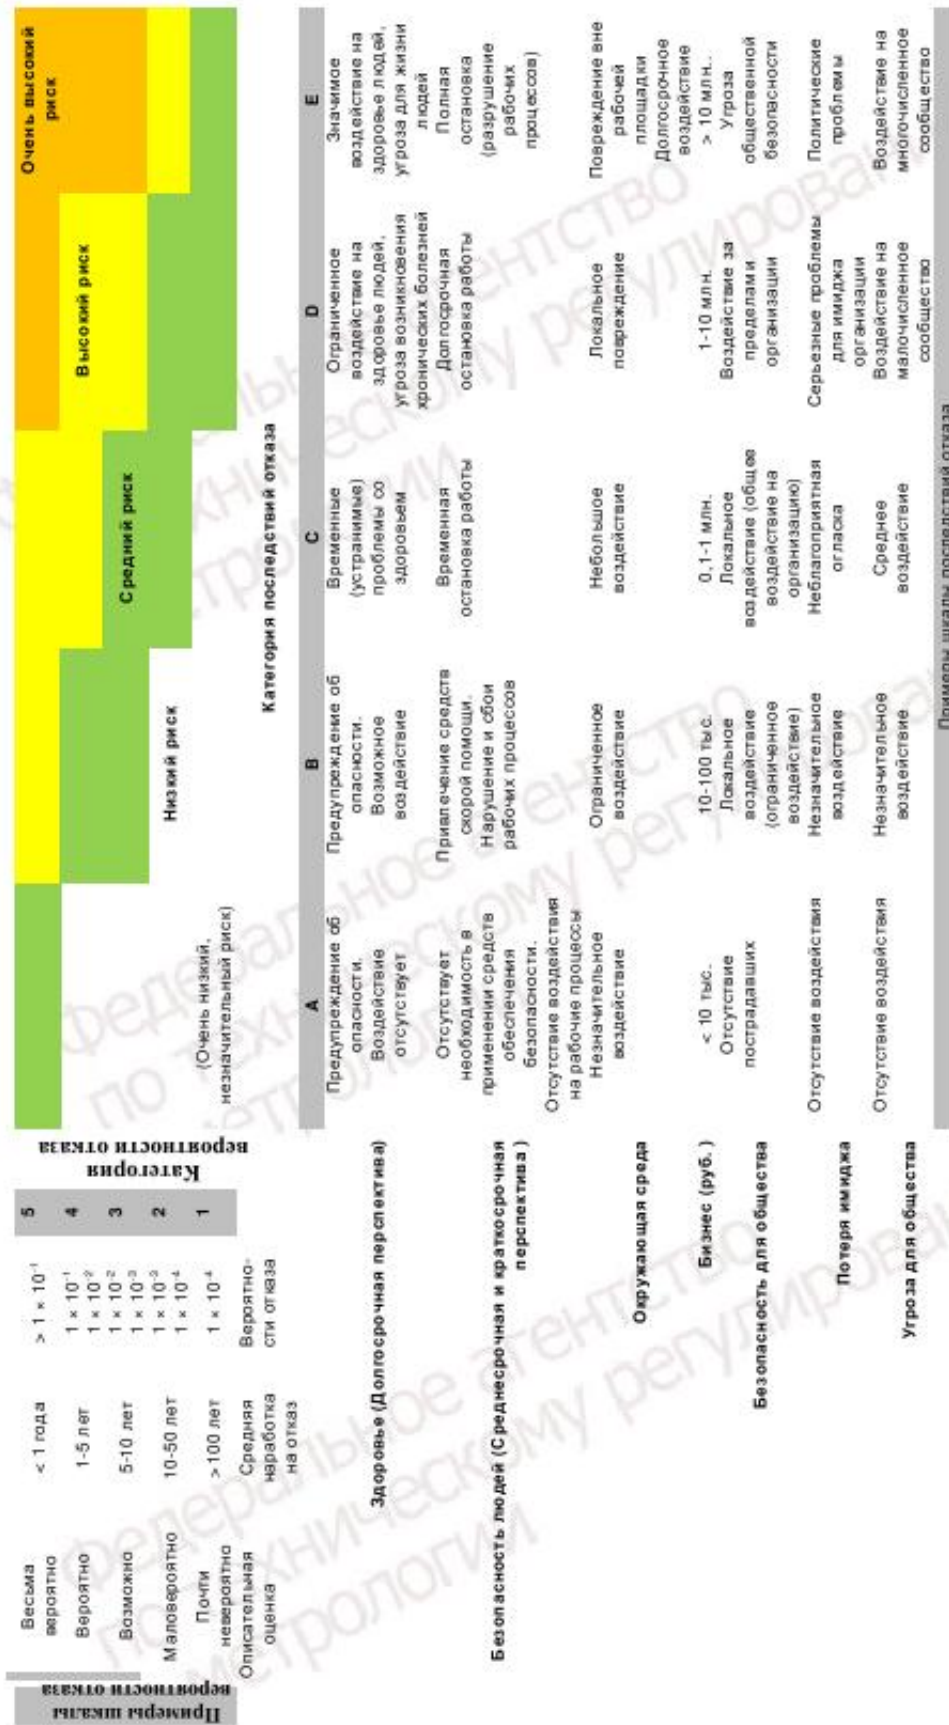 Примеры шкалы
вероятности отказа
Весьма
вероятно
< 1 года
> 1 × 10⁻¹
5
Вероятно
1-5 лет
1 × 10⁻¹
1 × 10⁻²
4
Возможно
5-10 лет
1 × 10⁻²
1 × 10⁻³
3
Маловероятно
10-50 лет
1 × 10⁻³
1 × 10⁻⁴
2
Почти
невероятно
>100 лет
1 × 10⁻⁴
1
Описательная
оценка
Средняя
наработка
на отказ
Вероятно-
сти отказа
Категория
вероятности отказа
Очень высокий
риск
Высокий риск
Средний риск
Низкий риск
(Очень низкий,
незначительный риск)
Категория последствий отказа
A
B
C
D
E
Здоровье (Долгосрочная перспектива)
Предупреждение об
опасности.
Воздействие
отсутствует
Предупреждение об
опасности.
Возможное
воздействие
Временные
(устранимые)
проблемы со
здоровьем
Ограниченное
воздействие на
здоровье людей,
угроза возникновения
хронических болезней
Значимое
воздействие на
здоровье людей,
угроза для жизни
людей
Безопасность людей (Среднесрочная и краткосрочная
перспектива )
Отсутствует
необходимость в
применении средств
обеспечения
безопасности.
Отсутствие воздействия
на рабочие процессы
Привлечение средств
скорой помощи.
Нарушение и сбои
рабочих процессов
Временная
остановка работы
Долгосрочная
остановка работы
Полная
остановка
(разрушение
рабочих
процессов)
Окружающая среда
Незначительное
воздействие
Ограниченное
воздействие
Небольшое
воздействие
Локальное
повреждение
Повреждение вне
рабочей
площадки
Долгосрочное
воздействие
Бизнес (руб. )
< 10 тыс.
10-100 тыс.
0,1-1 млн.
1-10 млн.
> 10 млн..
Безопасность для общества
Отсутствие
пострадавших
Локальное
воздействие
(ограниченное
воздействие)
Локальное
воздействие (общее
воздействие на
организацию)
Воздействие за
пределами
организации
Угроза
общественной
безопасности
Потеря имиджа
Отсутствие воздействия
Незначительное
воздействие
Неблагоприятная
огласка
Серьезные проблемы
для имиджа
организации
Политические
проблемы
Угроза для общества
Отсутствие воздействия
Незначительное
воздействие
Среднее
воздействие
Воздействие на
малочисленное
сообщество
Воздействие на
многочисленное
сообщество
Примеры шкалы последствий отказа
Федеральное агентство
по техническому регулированию
метрологии